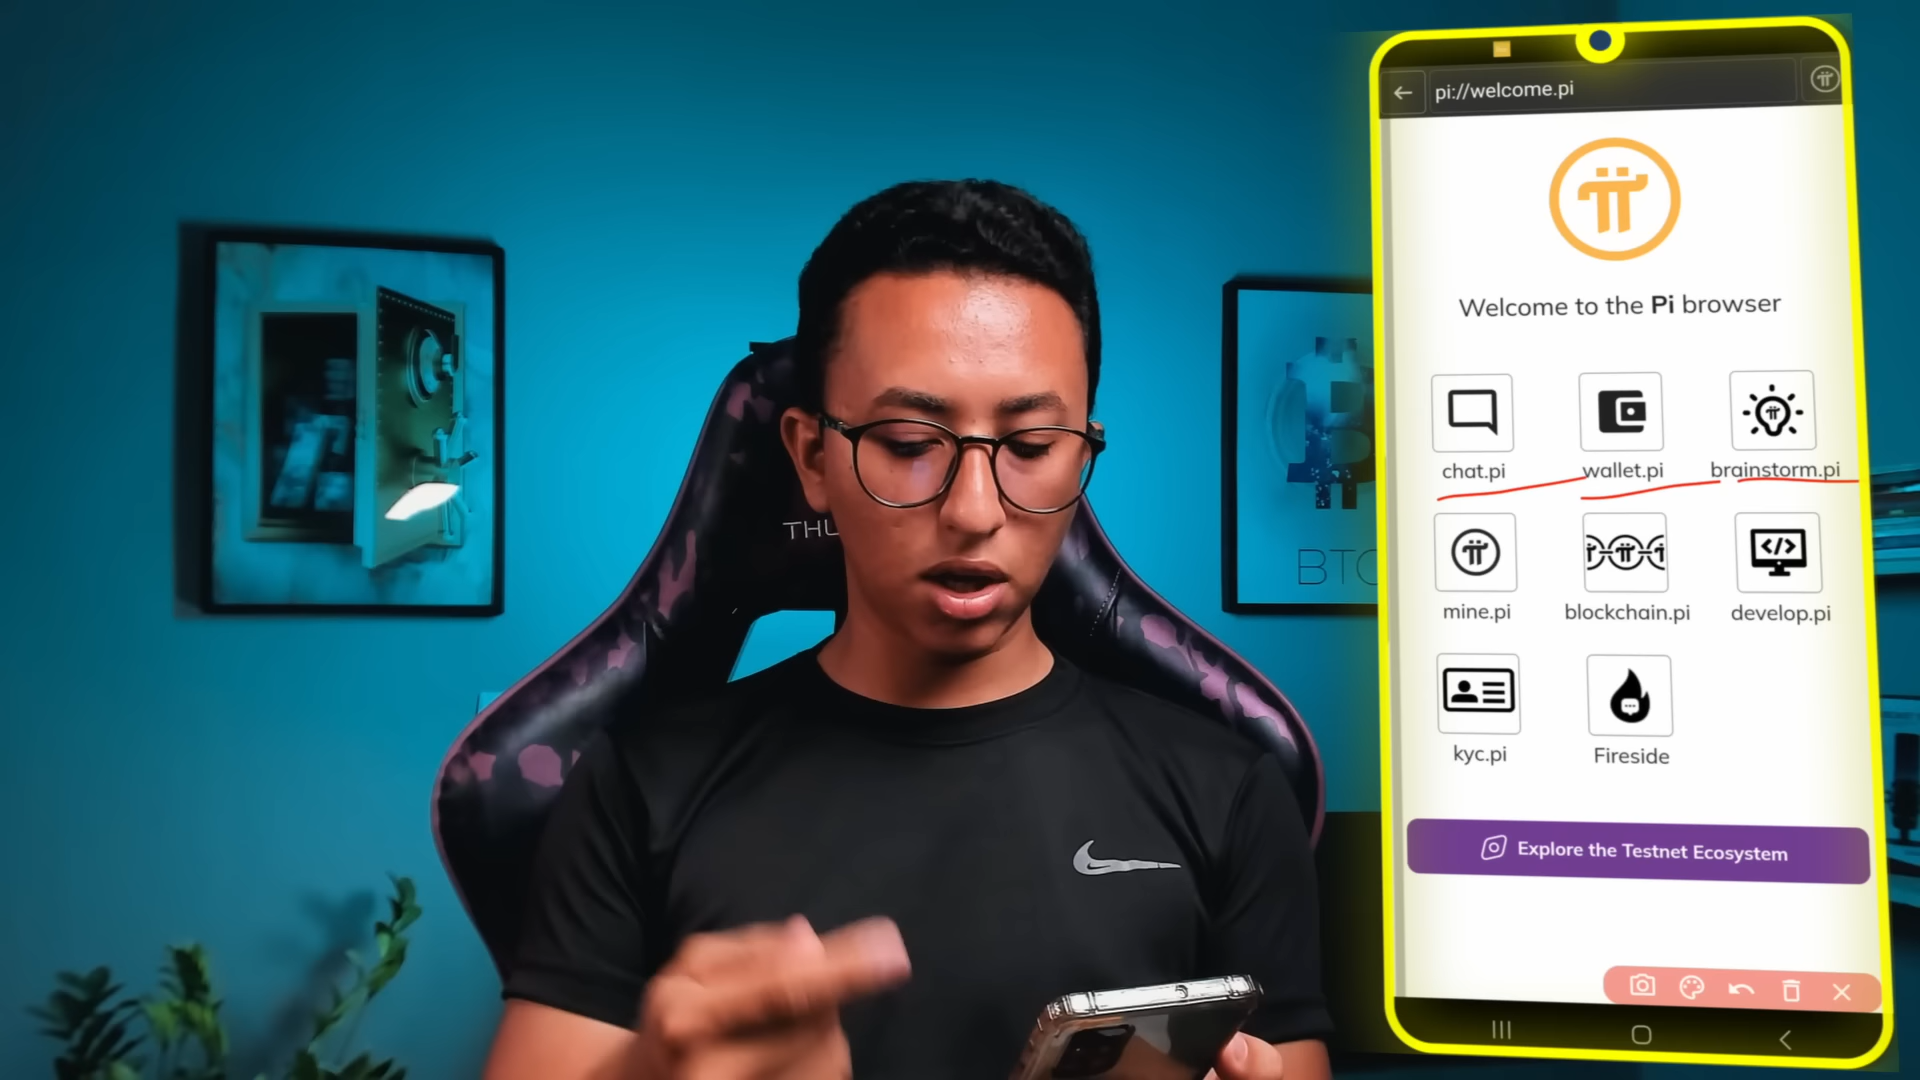 THU
BTC
pi://welcome.pi
Welcome to the Pi browser
chat.pi
wallet.pi
brainstorm.pi
mine.pi
blockchain.pi
develop.pi
kyc.pi
Fireside
Explore the Testnet Ecosystem